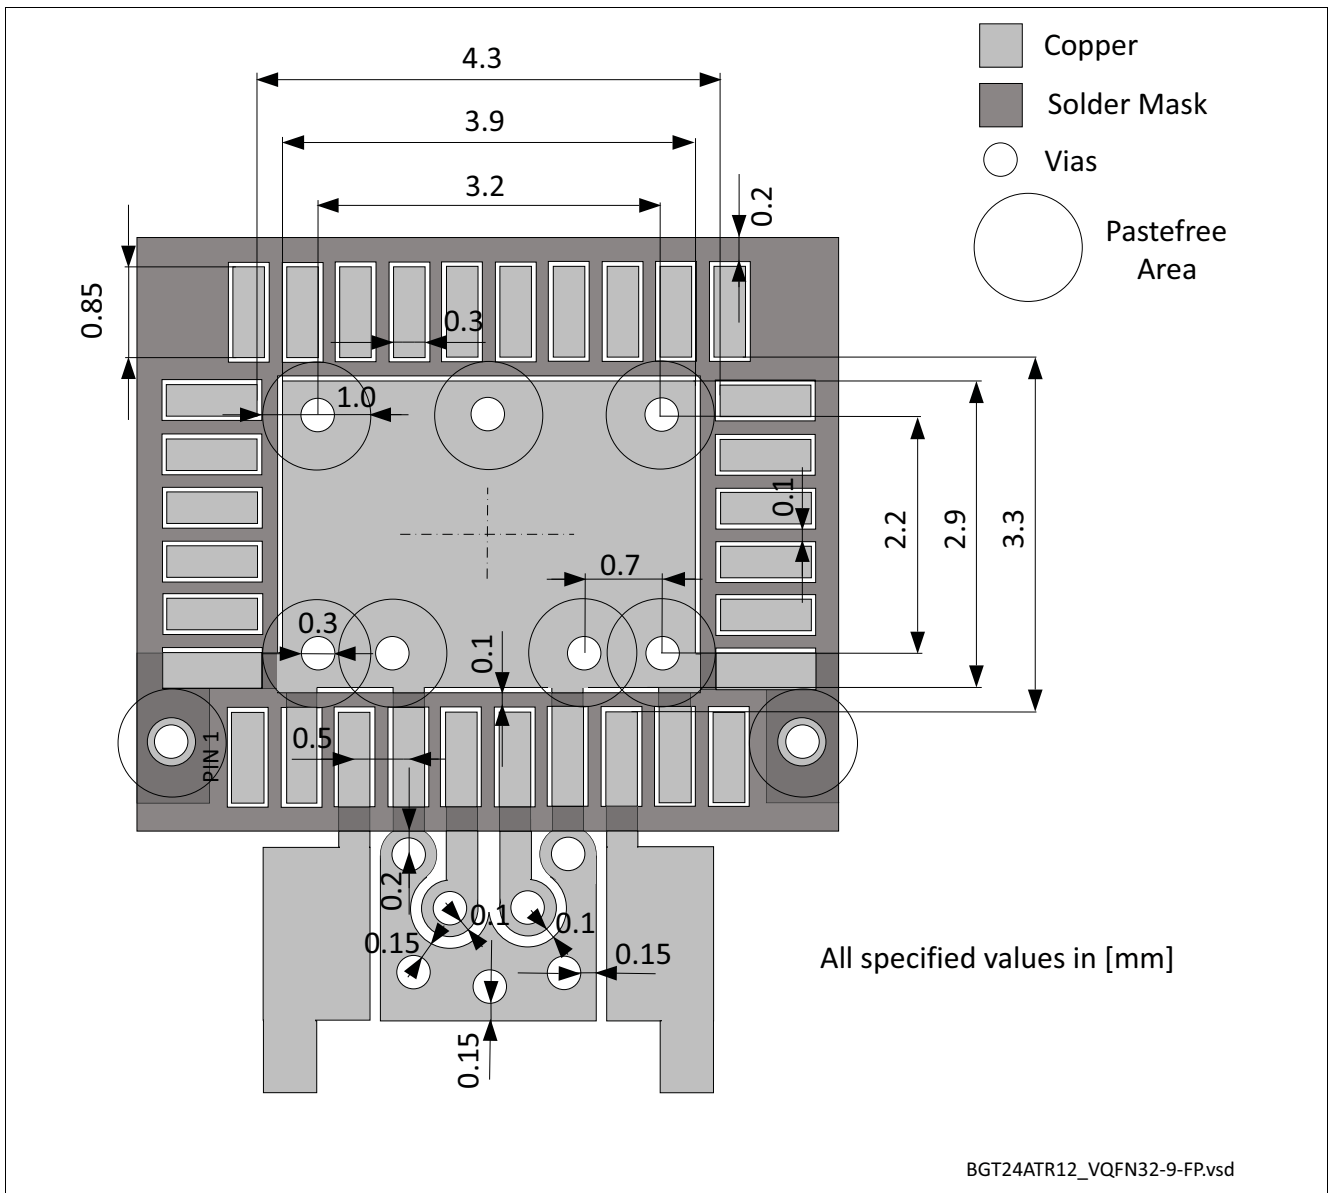 Copper
4.3
Solder Mask
3.9
Vias
3.2
0.2
Pastefree
Area
0.85
0.3
1.0
0.1
2.2
2.9
3.3
0.7
0.3
0.1
0.5
PIN 1
0.2
0.1
0.1
0.15
0.15
All specified values in [mm]
0.15
BGT24ATR12_VQFN32-9-FP.vsd